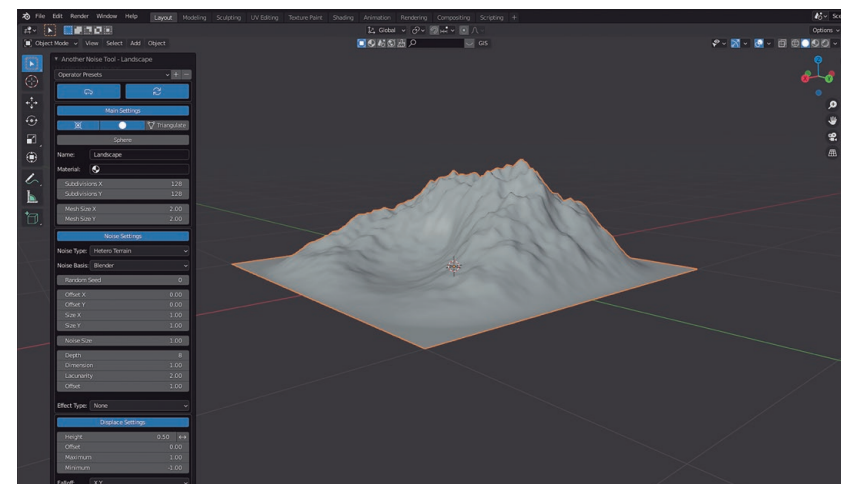 File Edit Render Window Help Layout Modeling Sculpting UV Editing Texture Paint Shading Animation Rendering Compositing Scripting + Sce
Global Options
Object Mode View Select Add Object GIS
Another Noise Tool - Landscape
Operator Presets
Main Settings
Triangulate
Sphere
Name: Landscape
Material:
Subdivisions X 128
Subdivisions Y 128
Mesh Size X 2.00
Mesh Size Y 2.00
Noise Settings
Noise Type: Hetero Terrain
Noise Basis: Blender
Random Seed 0
Offset X 0.00
Offset Y 0.00
Size X 1.00
Size Y 1.00
Noise Size 1.00
Depth 8
Dimension 1.00
Lacunarity 2.00
Offset 1.00
Effect Type: None
Displace Settings
Height 0.50
Offset 0.00
Maximum 1.00
Minimum -1.00
Falloff: X Y